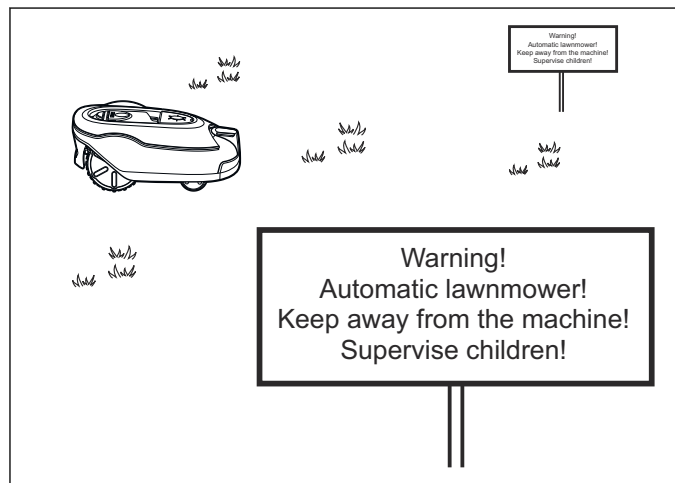 Warning!
Automatic lawnmower!
Keep away from the machine!
Supervise children!
Warning!
Automatic lawnmower!
Keep away from the machine!
Supervise children!